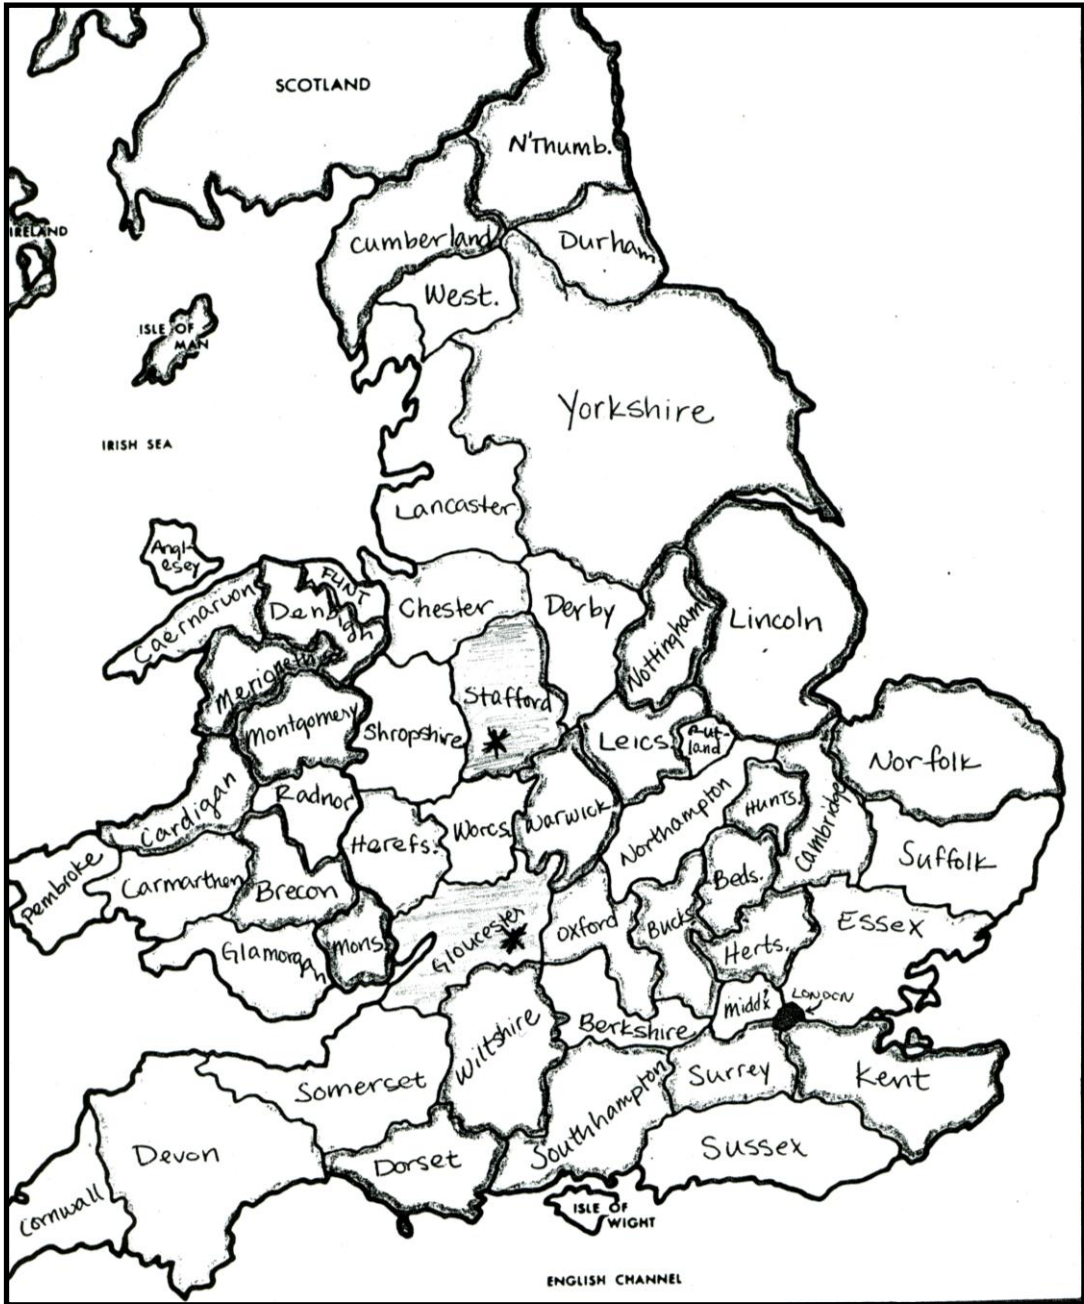 SCOTLAND
N'Thumb.
IRELAND
Cumberland
Durham
West.
ISLE OF
MAN
Yorkshire
IRISH SEA
Lancaster
Angl-
esey
FLINT
Caernarvon
Denbigh
Chester
Derby
Nottingham
Lincoln
Merioneth
Stafford
Montgomery
Shropshire
Leics.
Rut-
land
Norfolk
Cardigan
Radnor
Herefs.
Worcs.
Warwick
Northampton
HUNTS.
Cambridge
Suffolk
Pembroke
Carmarthen
Brecon
Beds.
Glamorgan
Mons.
Gloucester
Oxford
Bucks
Herts.
Essex
Midd'x
LONDON
Wiltshire
Berkshire
Somerset
Southhampton
Surrey
Kent
Devon
Dorset
Sussex
Cornwall
ISLE OF
WIGHT
ENGLISH CHANNEL